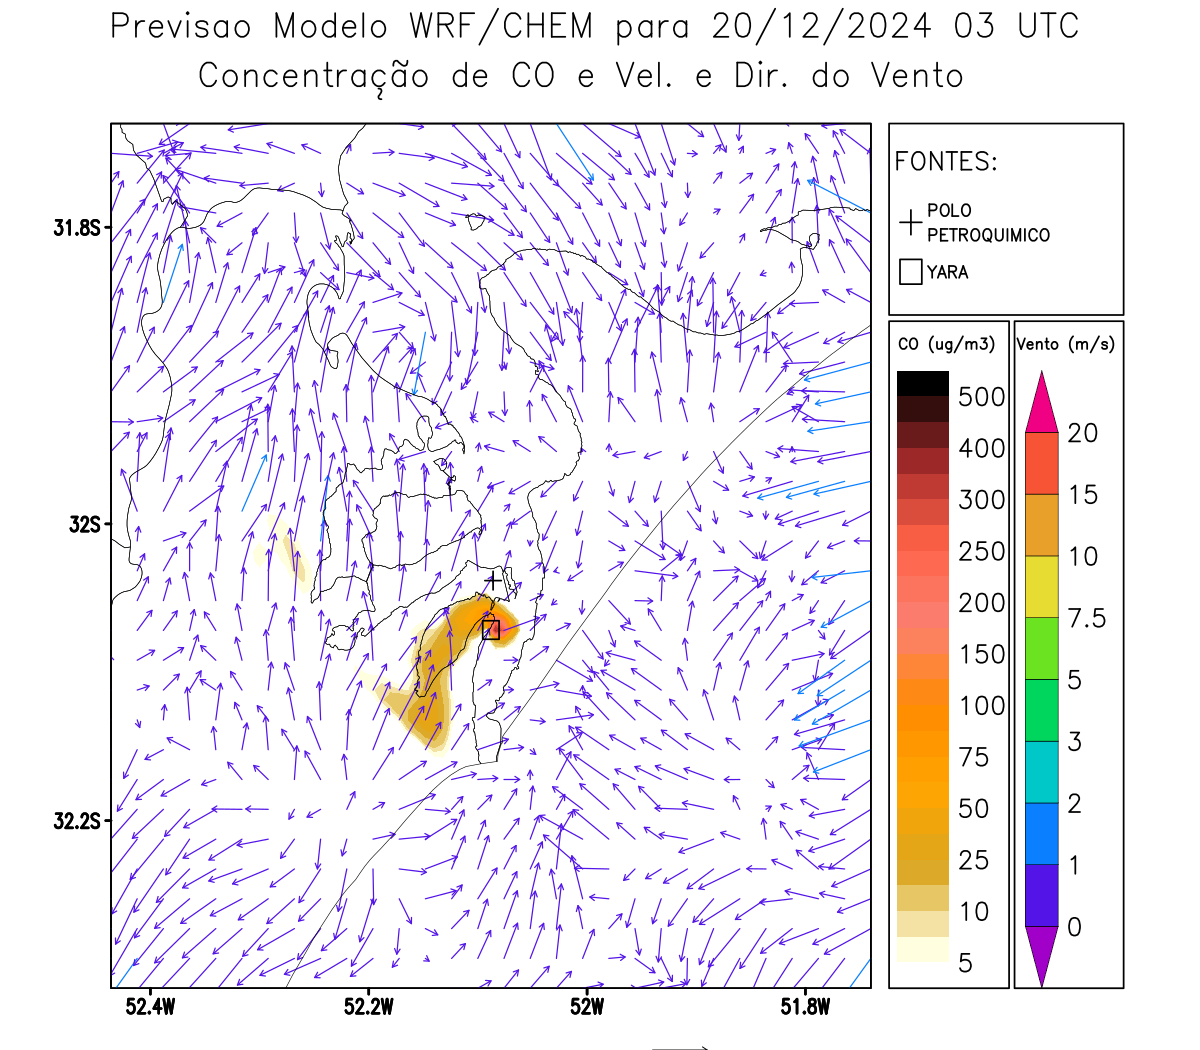 Previsao Modelo WRF/CHEM para 20/12/2024 03 UTC
Concentração de CO e Vel. e Dir. do Vento
FONTES:
POLO
PETROQUIMICO
YARA
31.8S
32S
32.2S
52.4W
52.2W
52W
51.8W
CO (ug/m3)
500
400
300
250
200
150
100
75
50
25
10
5
Vento (m/s)
20
15
10
7.5
5
3
2
1
0